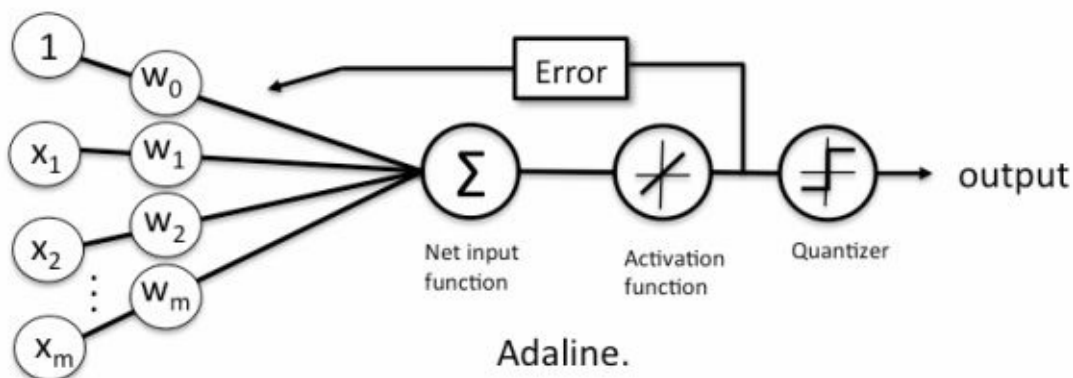 1
w0
Error
x1
w1
Σ
output
x2
w2
Net input
function
Activation
function
Quantizer
⋮
wm
xm
Adaline.